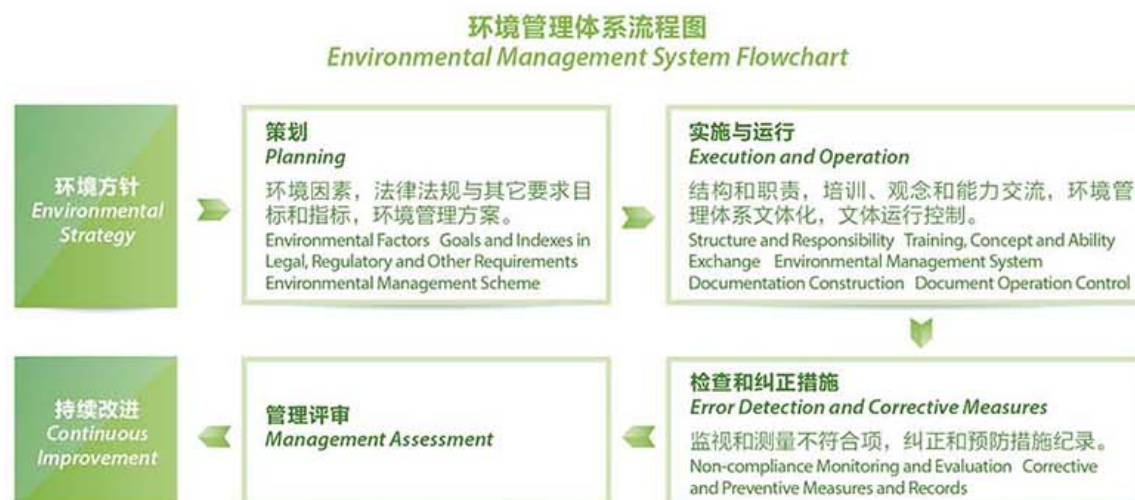 环境管理体系流程图
Environmental Management System Flowchart
环境方针
Environmental
Strategy
策划
Planning
环境因素，法律法规与其它要求目
标和指标，环境管理方案。
Environmental Factors Goals and Indexes in
Legal, Regulatory and Other Requirements
Environmental Management Scheme
实施与运行
Execution and Operation
结构和职责，培训、观念和能力交流，环境管
理体系文体化，文体运行控制。
Structure and Responsibility Training, Concept and Ability
Exchange Environmental Management System
Documentation Construction Document Operation Control
检查和纠正措施
Error Detection and Corrective Measures
监视和测量不符合项，纠正和预防措施纪录。
Non-compliance Monitoring and Evaluation Corrective
and Preventive Measures and Records
管理评审
Management Assessment
持续改进
Continuous
Improvement